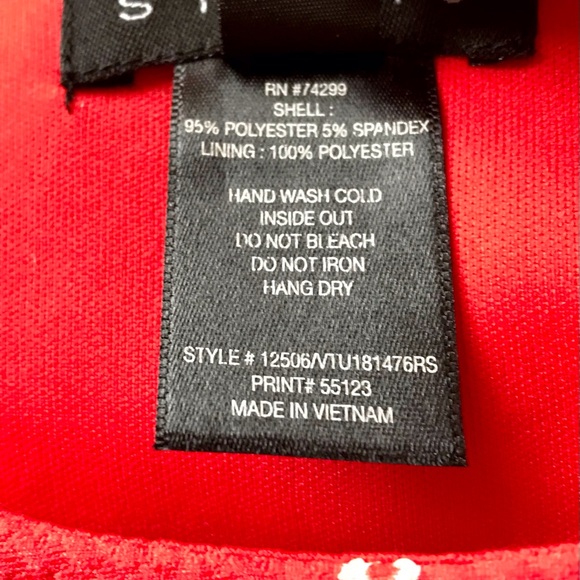 RN #74299
SHELL :
95% POLYESTER 5% SPANDEX
LINING : 100% POLYESTER
HAND WASH COLD
INSIDE OUT
DO NOT BLEACH
DO NOT IRON
HANG DRY
STYLE # 12506/VTU181476RS
PRINT# 55123
MADE IN VIETNAM